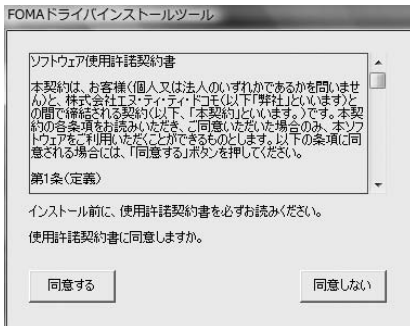 FOMAドライバインストールツール
ソフトウェア使用許諾契約書
本契約は、お客様(個人又は法人のいずれかであるかを問いませ
ん)と、株式会社エヌ・ティ・ティ・ドコモ(以下「弊社」といいます)と
の間で締結される契約(以下、「本契約」といいます。)です。本契
約の各条項をお読みいただき、ご同意いただいた場合のみ、本ソフ
トウェアをご利用いただくことができるものとします。以下の条項に同
意される場合には、「同意する」ボタンを押してください。
第1条(定義)
インストール前に、使用許諾契約書を必ずお読みください。
使用許諾契約書に同意しますか。
同意する
同意しない